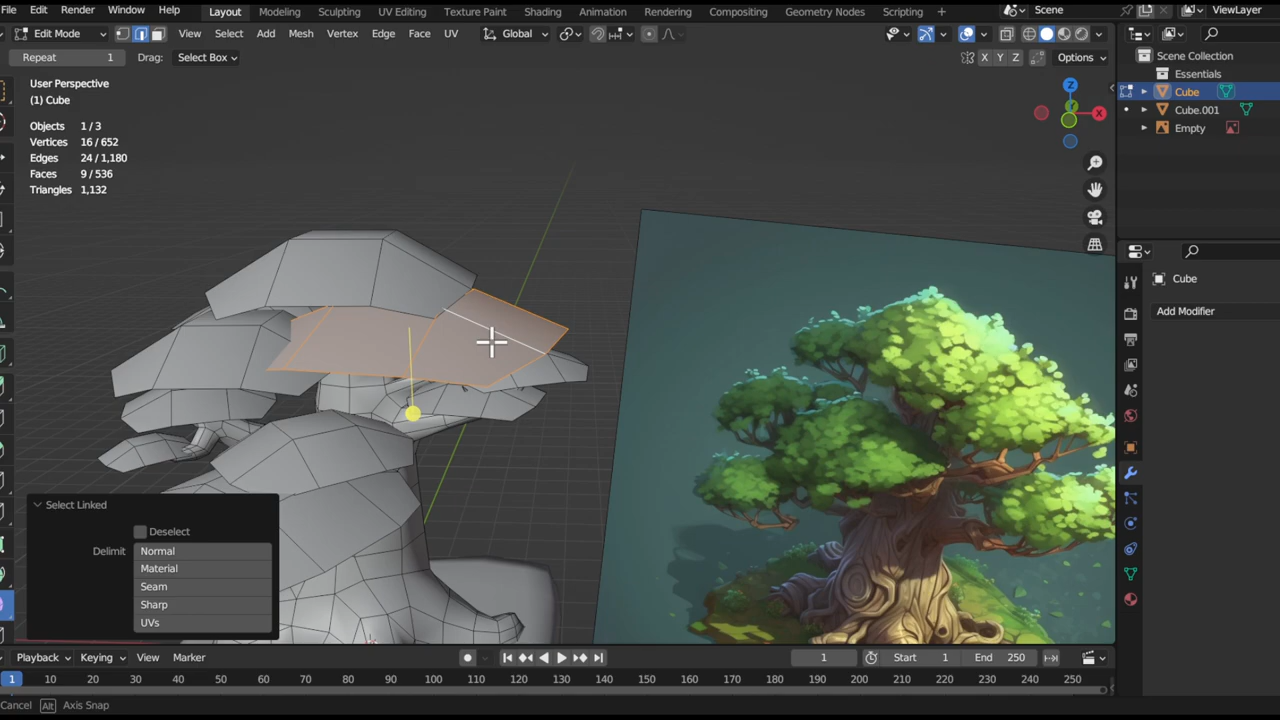 File Edit Render Window Help Layout Modeling Sculpting UV Editing Texture Paint Shading Animation Rendering Compositing Geometry Nodes Scripting + Scene ViewLayer
Edit Mode View Select Add Mesh Vertex Edge Face UV Global
Repeat 1 Drag: Select Box X Y Z Options
Scene Collection
Essentials
Cube
Cube.001
Empty
User Perspective
(1) Cube
Objects 1 / 3
Vertices 16 / 652
Edges 24 / 1,180
Faces 9 / 536
Triangles 1,132
Z
X
Cube
Add Modifier
Select Linked
Deselect
Delimit Normal
Material
Seam
Sharp
UVs
Playback Keying View Marker 1 Start 1 End 250
1 10 20 30 40 50 60 70 80 90 100 110 120 130 140 150 160 170 180 190 200 210 220 230 240 250
Cancel Alt Axis Snap